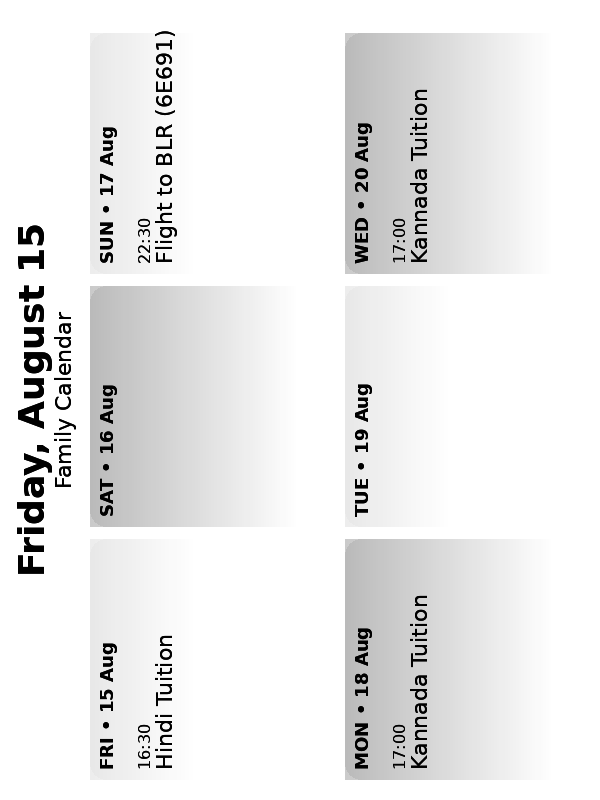 Friday, August 15
Family Calendar
FRI • 15 Aug
16:30
Hindi Tuition
SAT • 16 Aug
SUN • 17 Aug
22:30
Flight to BLR (6E691)
MON • 18 Aug
17:00
Kannada Tuition
TUE • 19 Aug
WED • 20 Aug
17:00
Kannada Tuition